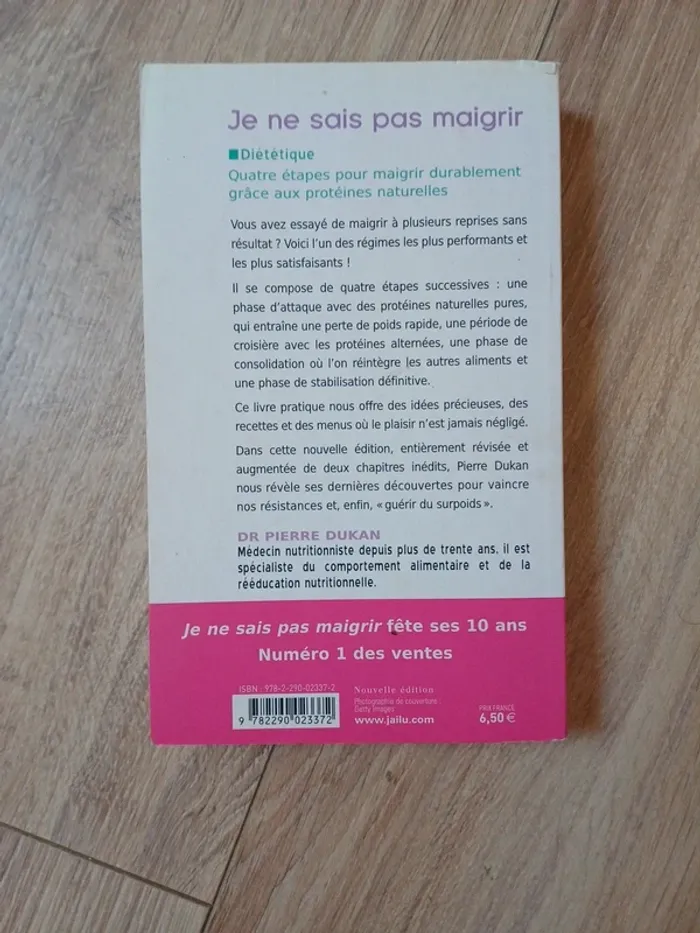 Je ne sais pas maigrir
Diététique
Quatre étapes pour maigrir durablement
grâce aux protéines naturelles
Vous avez essayé de maigrir à plusieurs reprises sans
résultat ? Voici l'un des régimes les plus performants et
les plus satisfaisants !
Il se compose de quatre étapes successives : une
phase d'attaque avec des protéines naturelles pures,
qui entraîne une perte de poids rapide, une période de
croisière avec les protéines alternées, une phase de
consolidation où l'on réintègre les autres aliments et
une phase de stabilisation définitive.
Ce livre pratique nous offre des idées précieuses, des
recettes et des menus où le plaisir n'est jamais négligé.
Dans cette nouvelle édition, entièrement révisée et
augmentée de deux chapitres inédits, Pierre Dukan
nous révèle ses dernières découvertes pour vaincre
nos résistances et, enfin, « guérir du surpoids ».
DR PIERRE DUKAN
Médecin nutritionniste depuis plus de trente ans, il est
spécialiste du comportement alimentaire et de la
rééducation nutritionnelle.
Je ne sais pas maigrir fête ses 10 ans
Numéro 1 des ventes
ISBN : 978-2-290-02337-2
9 782290 023372
Nouvelle édition
Photographie de couverture :
Getty Images
www.jailu.com
PRIX FRANCE
6,50 €